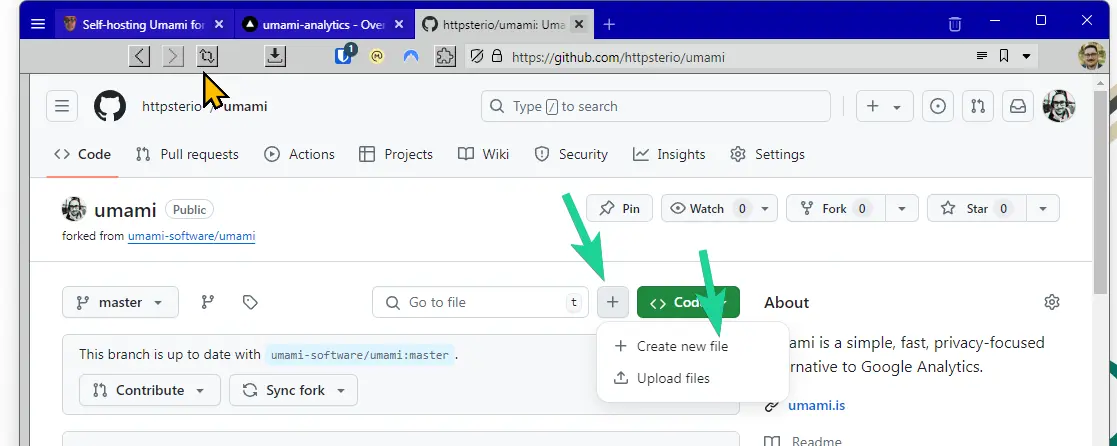 Self-hosting Umami for
umami-analytics - Over
httpsterio/umami: Uma
1
https://github.com/httpsterio/umami
httpsterio umami
Type / to search
Code Pull requests Actions Projects Wiki Security Insights Settings
umami Public
Pin Watch 0 Fork 0 Star 0
forked from umami-software/umami
master Go to file t About
Create new file
This branch is up to date with umami-software/umami:master.
Upload files
is a simple, fast, privacy-focused
to Google Analytics.
Contribute Sync fork
umami.is
Readme